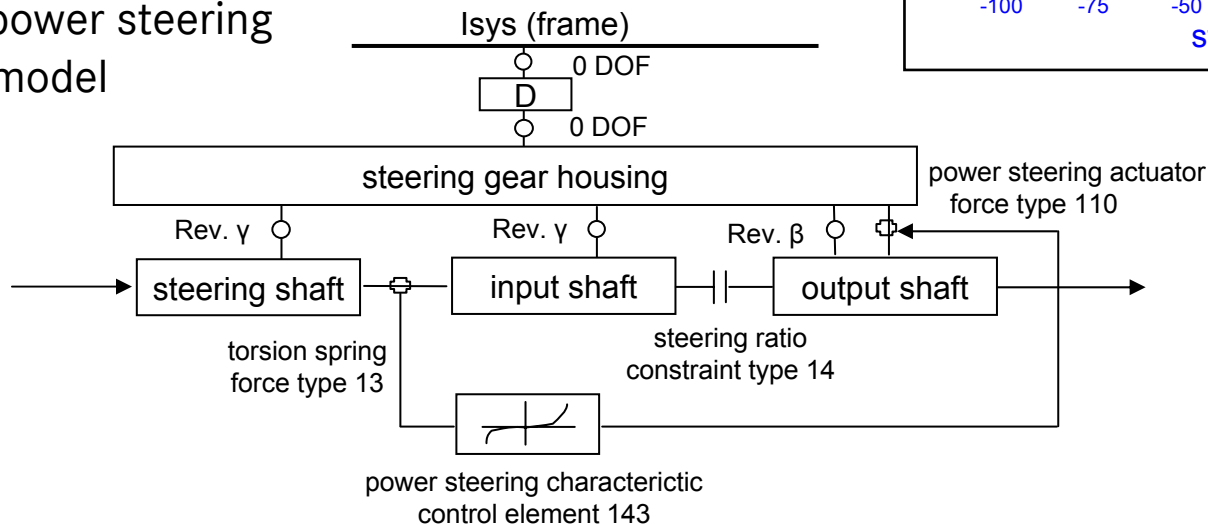 power steering
model
Isys (frame)
0 DOF
D
0 DOF
steering gear housing
power steering actuator
force type 110
Rev. γ
Rev. γ
Rev. β
steering shaft
input shaft
output shaft
torsion spring
force type 13
steering ratio
constraint type 14
power steering characterictic
control element 143
-100 -75 -50